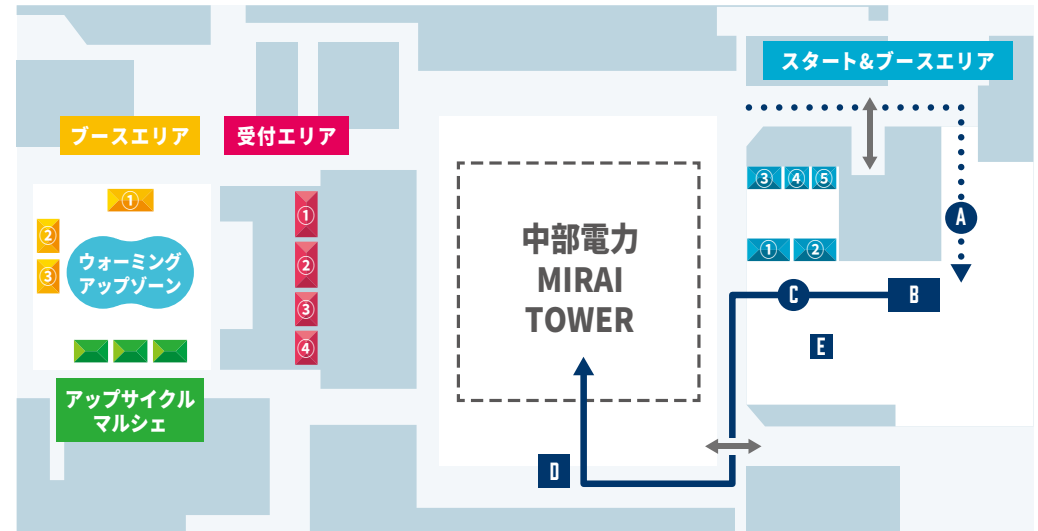 スタート&ブースエリア
ブースエリア
受付エリア
①
②
③
ウォーミング
アップゾーン
アップサイクル
マルシェ
①
②
③
④
中部電力
MIRAI
TOWER
③ ④ ⑤
① ②
A
B
C
E
D